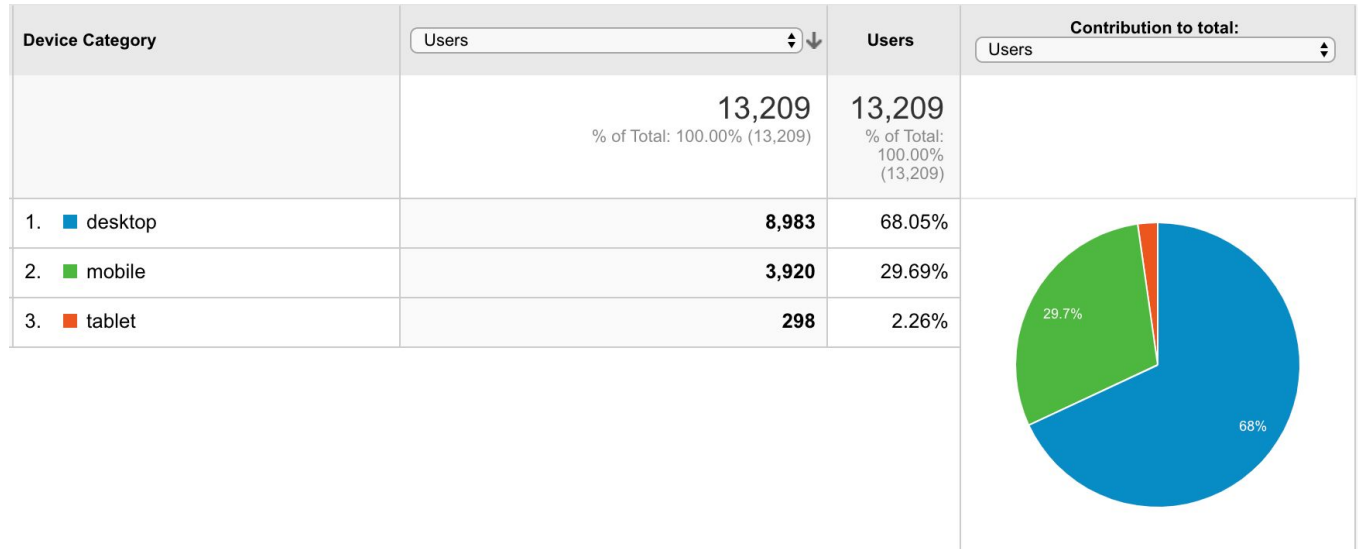 Device Category
Users
Users
Contribution to total:
Users
13,209
% of Total: 100.00% (13,209)
13,209
% of Total:
100.00%
(13,209)
1. desktop 8,983 68.05%
2. mobile 3,920 29.69%
3. tablet 298 2.26%
29.7%
68%